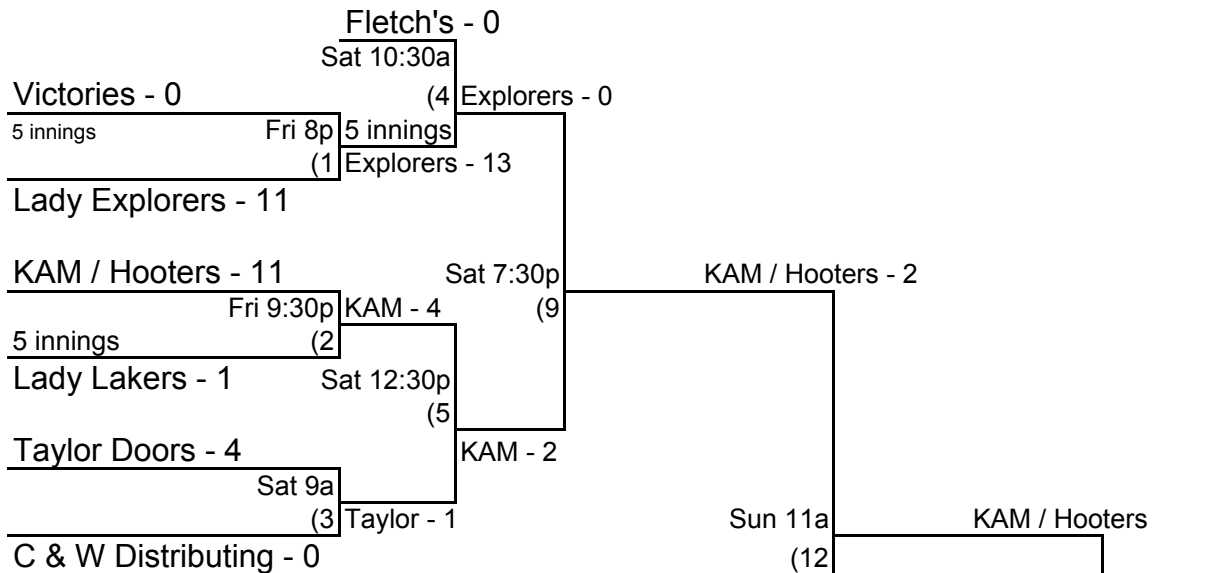 Fletch's - 0
Sat 10:30a
Victories - 0
(4
Explorers - 0
5 innings
Fri 8p
5 innings
(1
Explorers - 13
Lady Explorers - 11
KAM / Hooters - 11
Sat 7:30p
KAM / Hooters - 2
Fri 9:30p
KAM - 4
(9
5 innings
(2
Lady Lakers - 1
Sat 12:30p
(5
Taylor Doors - 4
KAM - 2
Sat 9a
(3
Taylor - 1
Sun 11a
KAM / Hooters
C & W Distributing - 0
(12